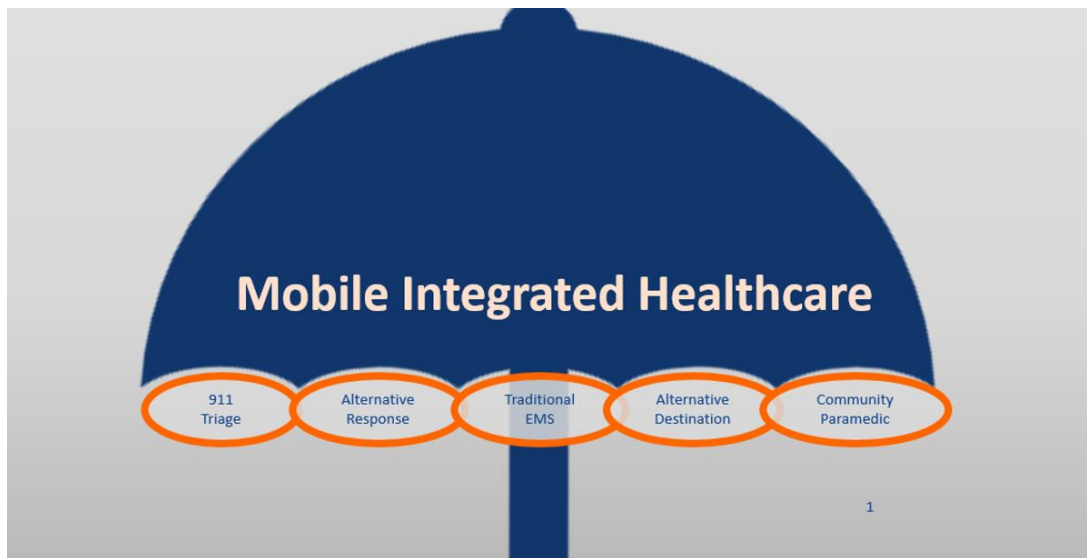 Mobile Integrated Healthcare
911
Triage
Alternative
Response
Traditional
EMS
Alternative
Destination
Community
Paramedic
1